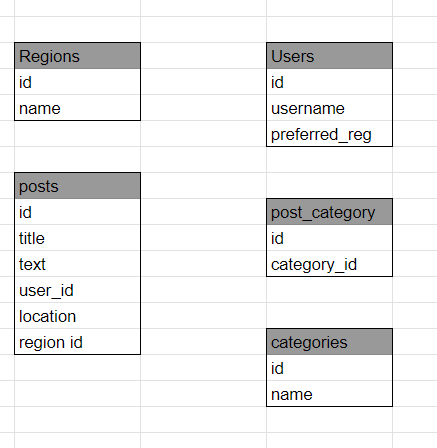 Regions
id
name
Users
id
username
preferred_reg
posts
id
title
text
user_id
location
region id
post_category
id
category_id
categories
id
name